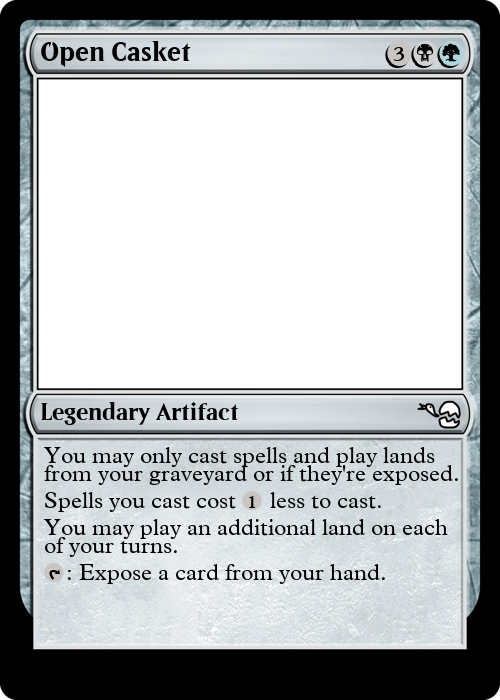 Open Casket 3
Legendary Artifact
You may only cast spells and play lands
from your graveyard or if they're exposed.
Spells you cast cost 1 less to cast.
You may play an additional land on each
of your turns.
: Expose a card from your hand.